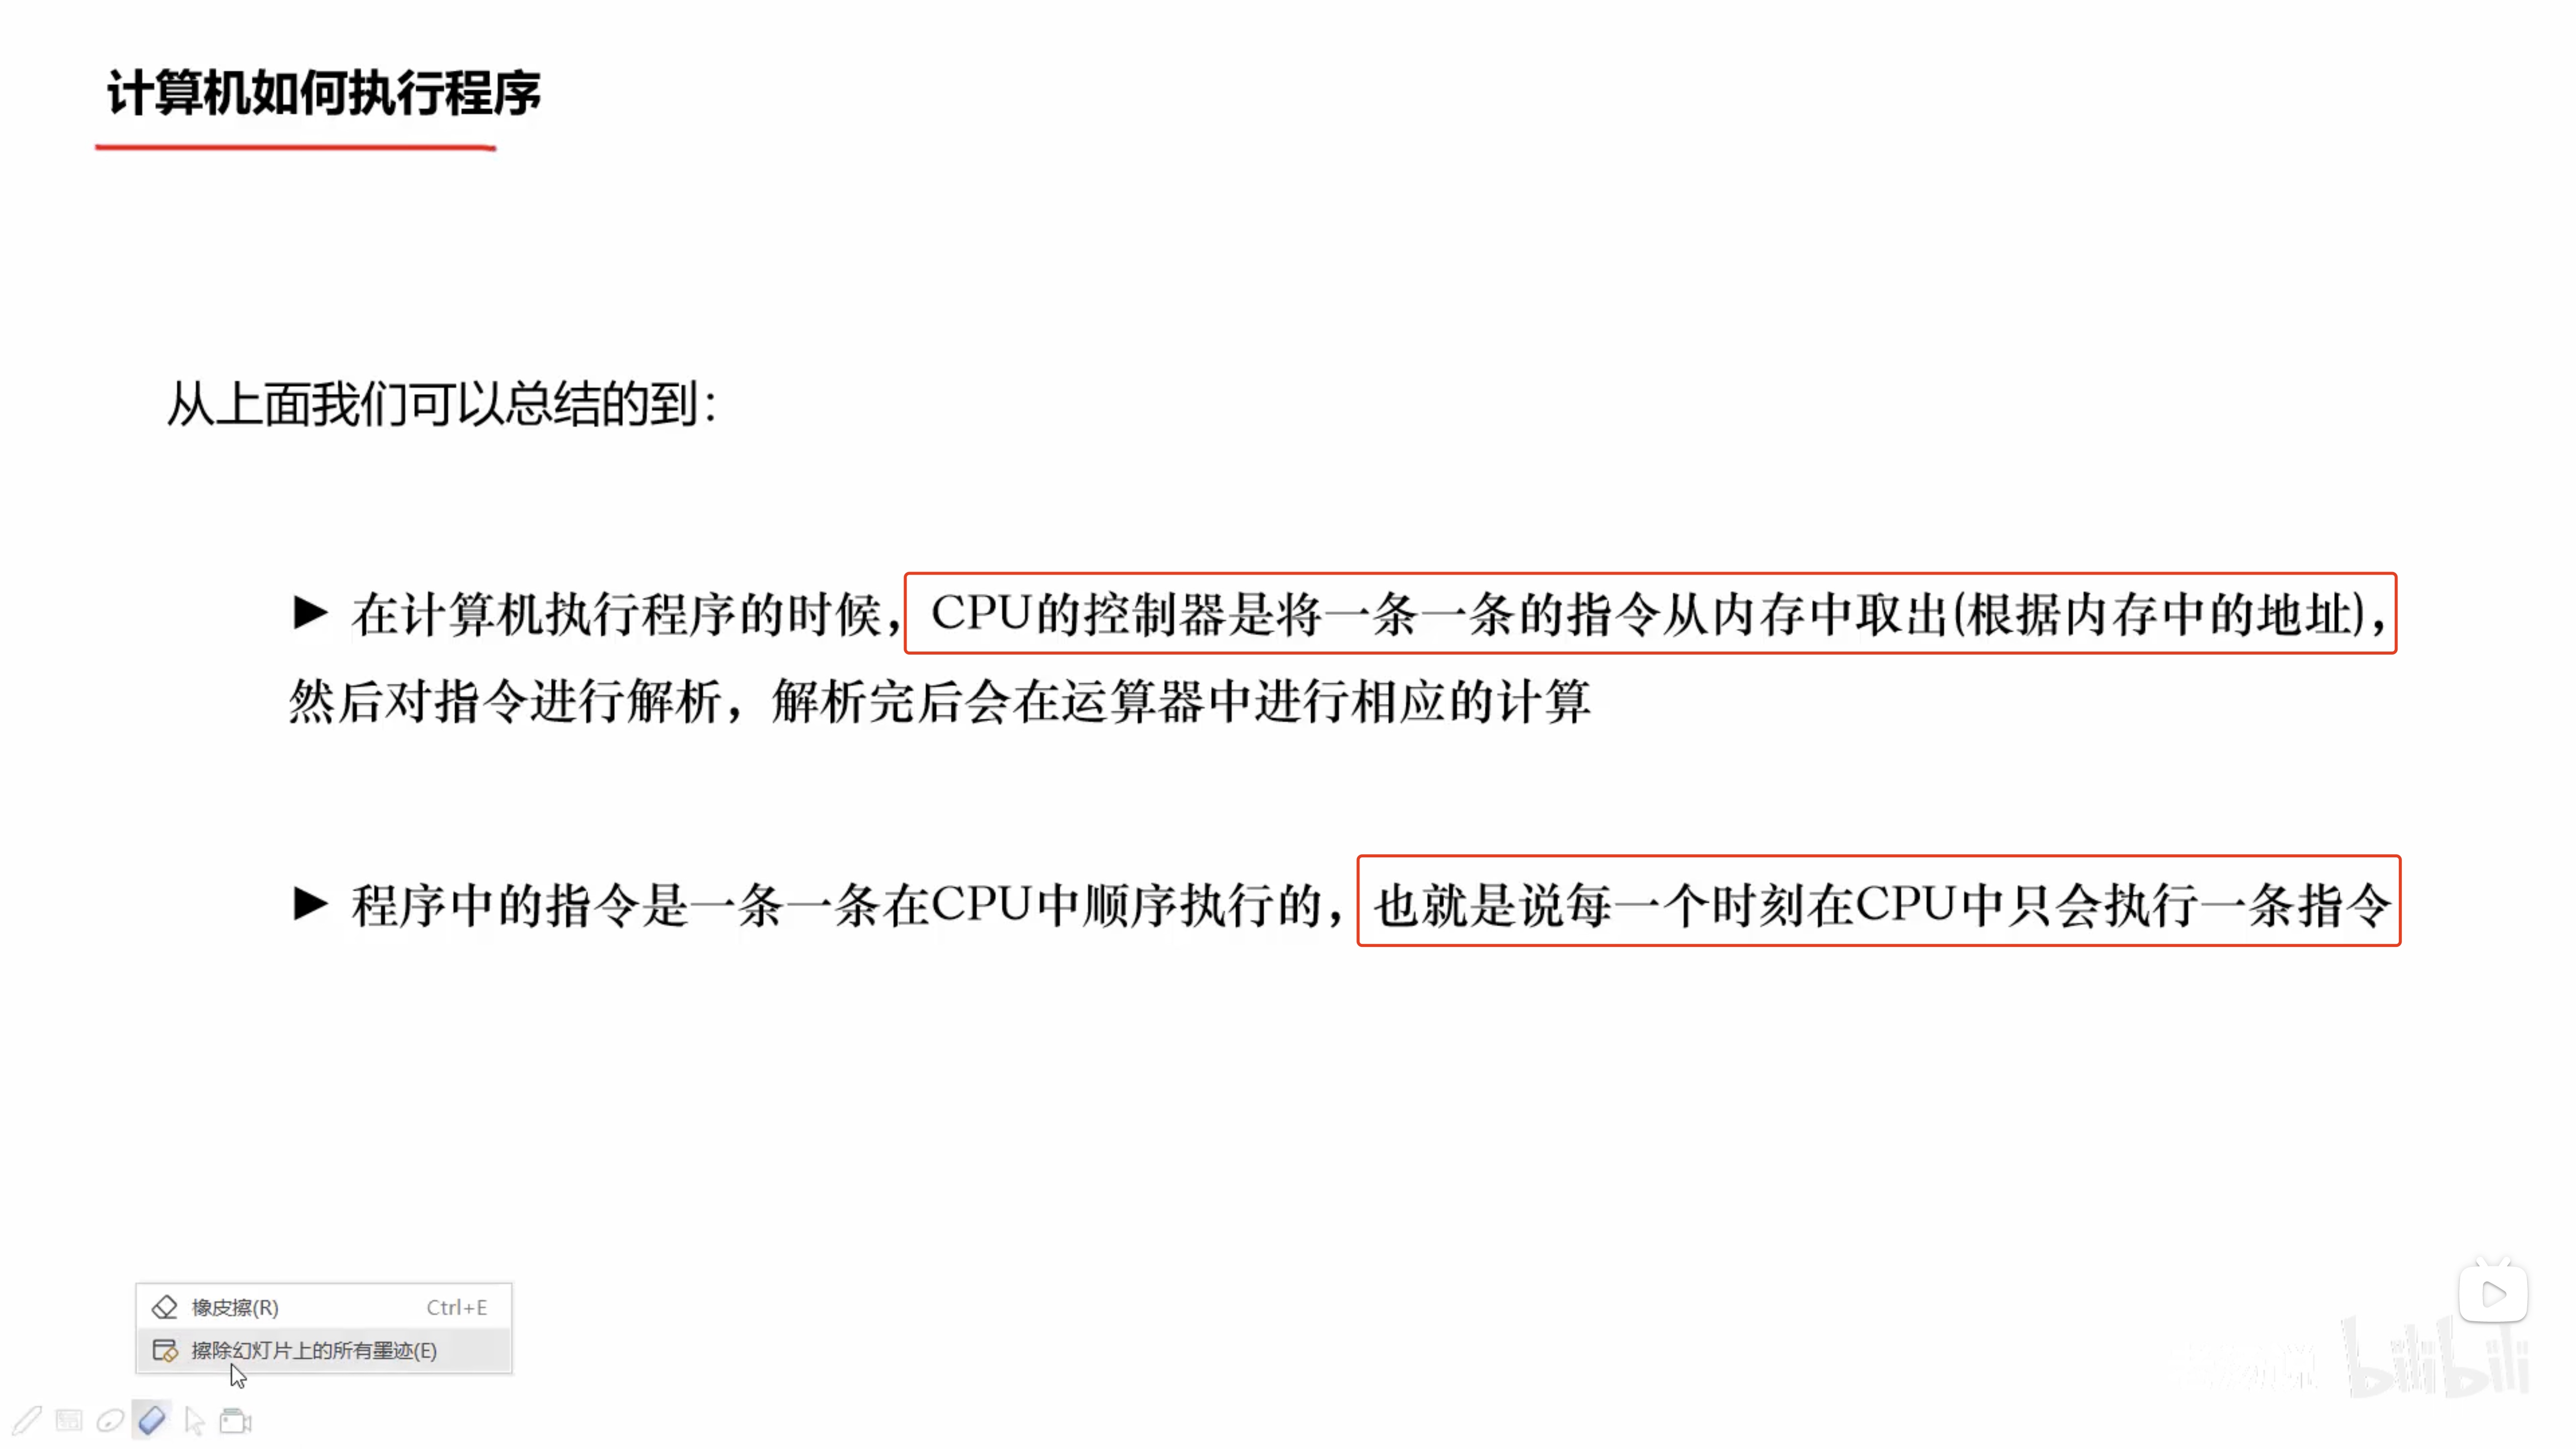 计算机如何执行程序
从上面我们可以总结的到：
▶ 在计算机执行程序的时候，CPU的控制器是将一条一条的指令从内存中取出(根据内存中的地址)，
然后对指令进行解析，解析完后会在运算器中进行相应的计算
▶ 程序中的指令是一条一条在CPU中顺序执行的，也就是说每一个时刻在CPU中只会执行一条指令
橡皮擦(R) Ctrl+E
擦除幻灯片上的所有墨迹(E)
bilibili